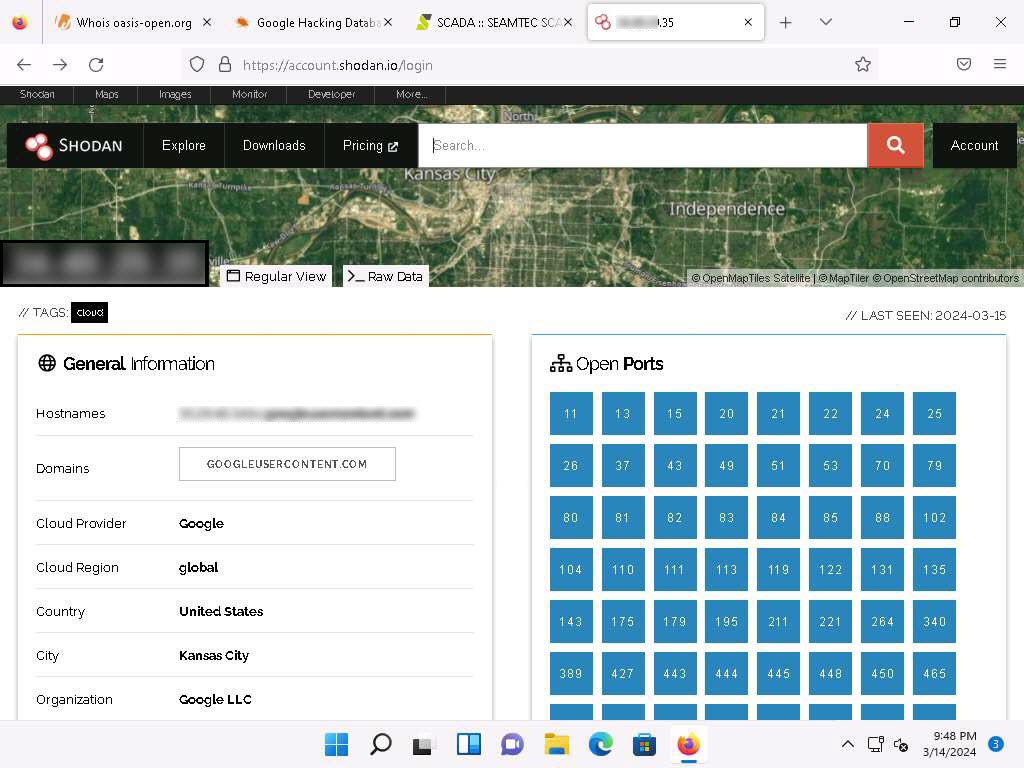 Whois oasis-open.org
Google Hacking Databa
SCADA :: SEAMTEC SCA
.35
https://account.shodan.io/login
Shodan Maps Images Monitor Developer More...
North
SHODAN Explore Downloads Pricing Search... Account
Kansas City
Kansas Turnpike
Independence
ville
Regular View Raw Data
© OpenMapTiles Satellite | © MapTiler © OpenStreetMap contributors
// TAGS: cloud
// LAST SEEN: 2024-03-15
General Information
Hostnames
Domains GOOGLEUSERCONTENT.COM
Cloud Provider Google
Cloud Region global
Country United States
City Kansas City
Organization Google LLC
Open Ports
11 13 15 20 21 22 24 25
26 37 43 49 51 53 70 79
80 81 82 83 84 85 88 102
104 110 111 113 119 122 131 135
143 175 179 195 211 221 264 340
389 427 443 444 445 448 450 465
9:48 PM
3/14/2024
3